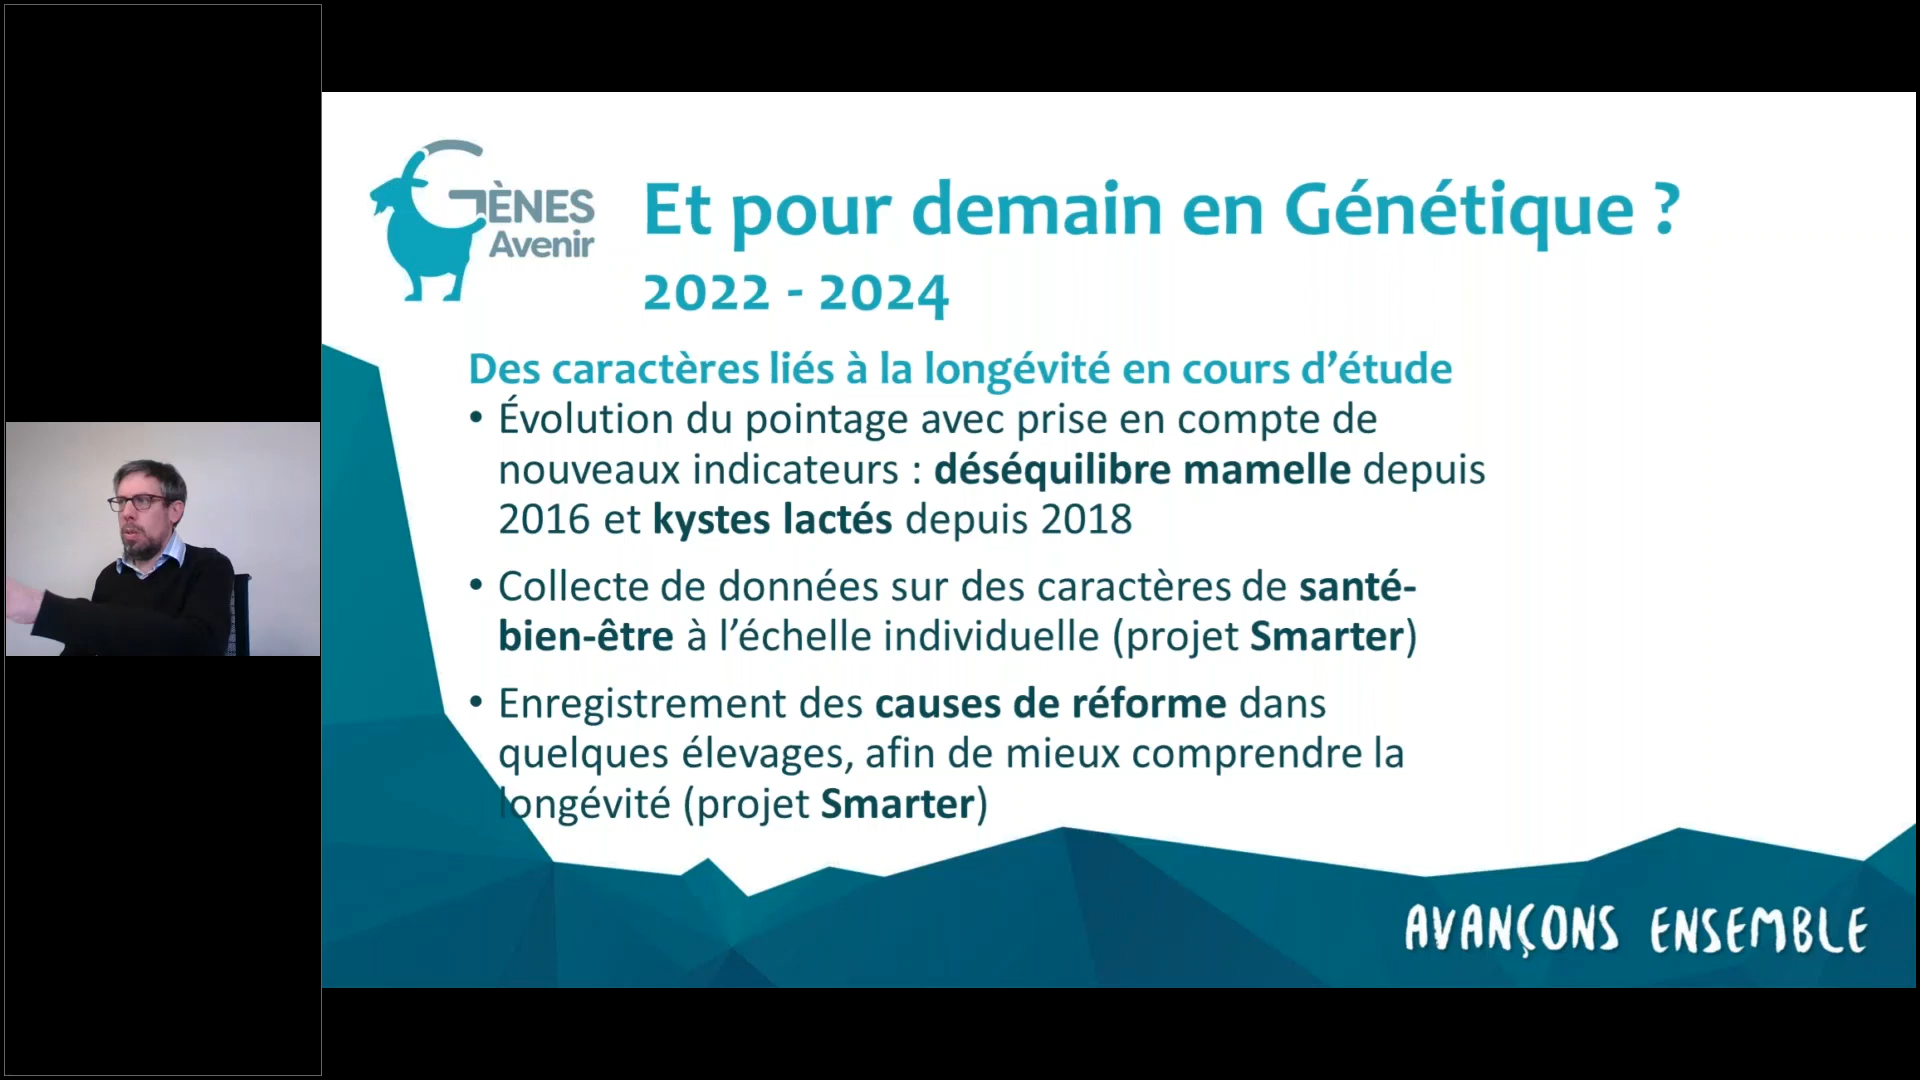 GÈNES
Avenir
Et pour demain en Génétique ?
2022 - 2024
Des caractères liés à la longévité en cours d’étude
• Évolution du pointage avec prise en compte de
nouveaux indicateurs : déséquilibre mamelle depuis
2016 et kystes lactés depuis 2018
• Collecte de données sur des caractères de santé-
bien-être à l’échelle individuelle (projet Smarter)
• Enregistrement des causes de réforme dans
quelques élevages, afin de mieux comprendre la
longévité (projet Smarter)
AVANÇONS ENSEMBLE